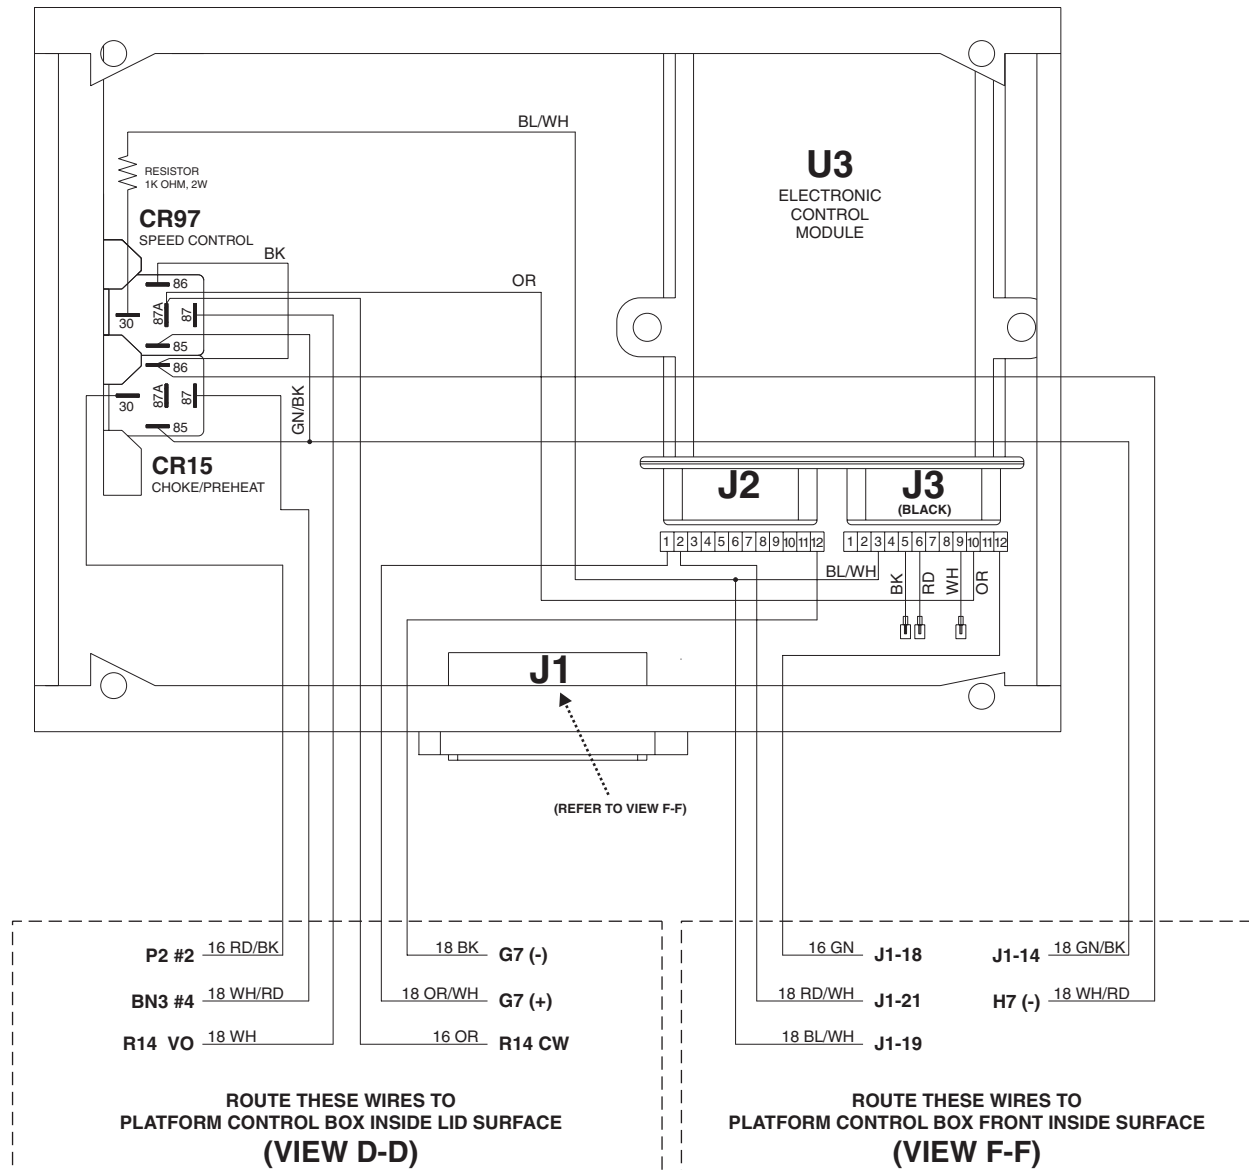 BL/WH
RESISTOR
1K OHM, 2W
U3
ELECTRONIC
CONTROL
MODULE
CR97
SPEED CONTROL
BK
OR
86
30
87A
87
85
86
30
87A
87
85
GN/BK
CR15
CHOKE/PREHEAT
J2
J3
(BLACK)
1 2 3 4 5 6 7 8 9 10 11 12
1 2 3 4 5 6 7 8 9 10 11 12
BL/WH
BK
RD
WH
OR
J1
(REFER TO VIEW F-F)
P2 #2 16 RD/BK
18 BK G7 (-)
BN3 #4 18 WH/RD
18 OR/WH G7 (+)
R14 VO 18 WH
16 OR R14 CW
ROUTE THESE WIRES TO
PLATFORM CONTROL BOX INSIDE LID SURFACE
(VIEW D-D)
16 GN J1-18
J1-14 18 GN/BK
18 RD/WH J1-21
H7 (-) 18 WH/RD
18 BL/WH J1-19
ROUTE THESE WIRES TO
PLATFORM CONTROL BOX FRONT INSIDE SURFACE
(VIEW F-F)